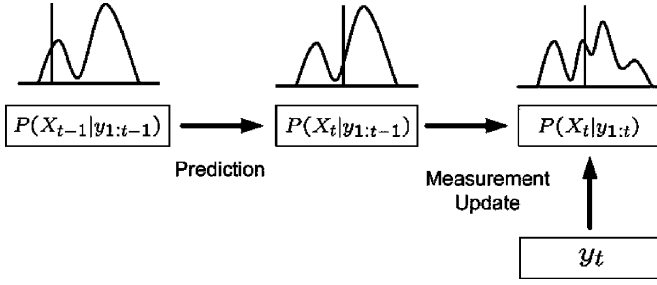 P(X_{t−1}|y_{1:t−1})
P(X_t|y_{1:t−1})
P(X_t|y_{1:t})
Prediction
Measurement
Update
y_t